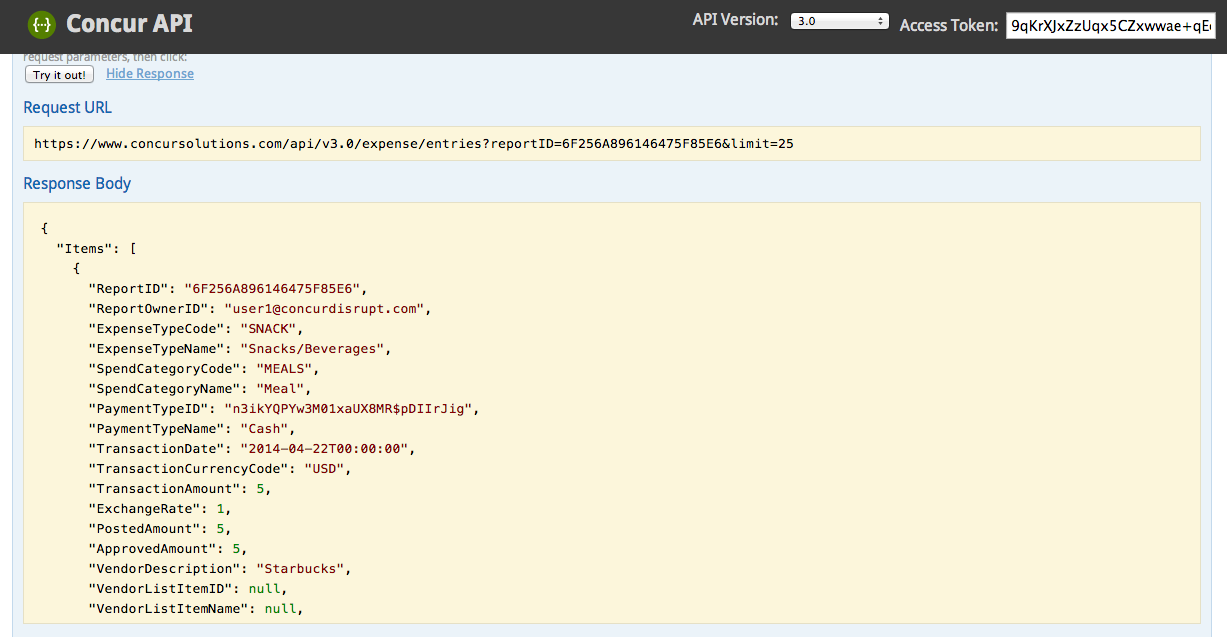 {··} Concur API
API Version: 3.0
Access Token: 9qKrXJxZzUqx5CZxwwae+qE
request parameters, then click:
Try it out! Hide Response
Request URL
https://www.concursolutions.com/api/v3.0/expense/entries?reportID=6F256A896146475F85E6&limit=25
Response Body
{
"Items": [
{
"ReportID": "6F256A896146475F85E6",
"ReportOwnerID": "user1@concurdisrupt.com",
"ExpenseTypeCode": "SNACK",
"ExpenseTypeName": "Snacks/Beverages",
"SpendCategoryCode": "MEALS",
"SpendCategoryName": "Meal",
"PaymentTypeID": "n3ikYQPYw3M01xaUX8MR$pDIIrJig",
"PaymentTypeName": "Cash",
"TransactionDate": "2014-04-22T00:00:00",
"TransactionCurrencyCode": "USD",
"TransactionAmount": 5,
"ExchangeRate": 1,
"PostedAmount": 5,
"ApprovedAmount": 5,
"VendorDescription": "Starbucks",
"VendorListItemID": null,
"VendorListItemName": null,